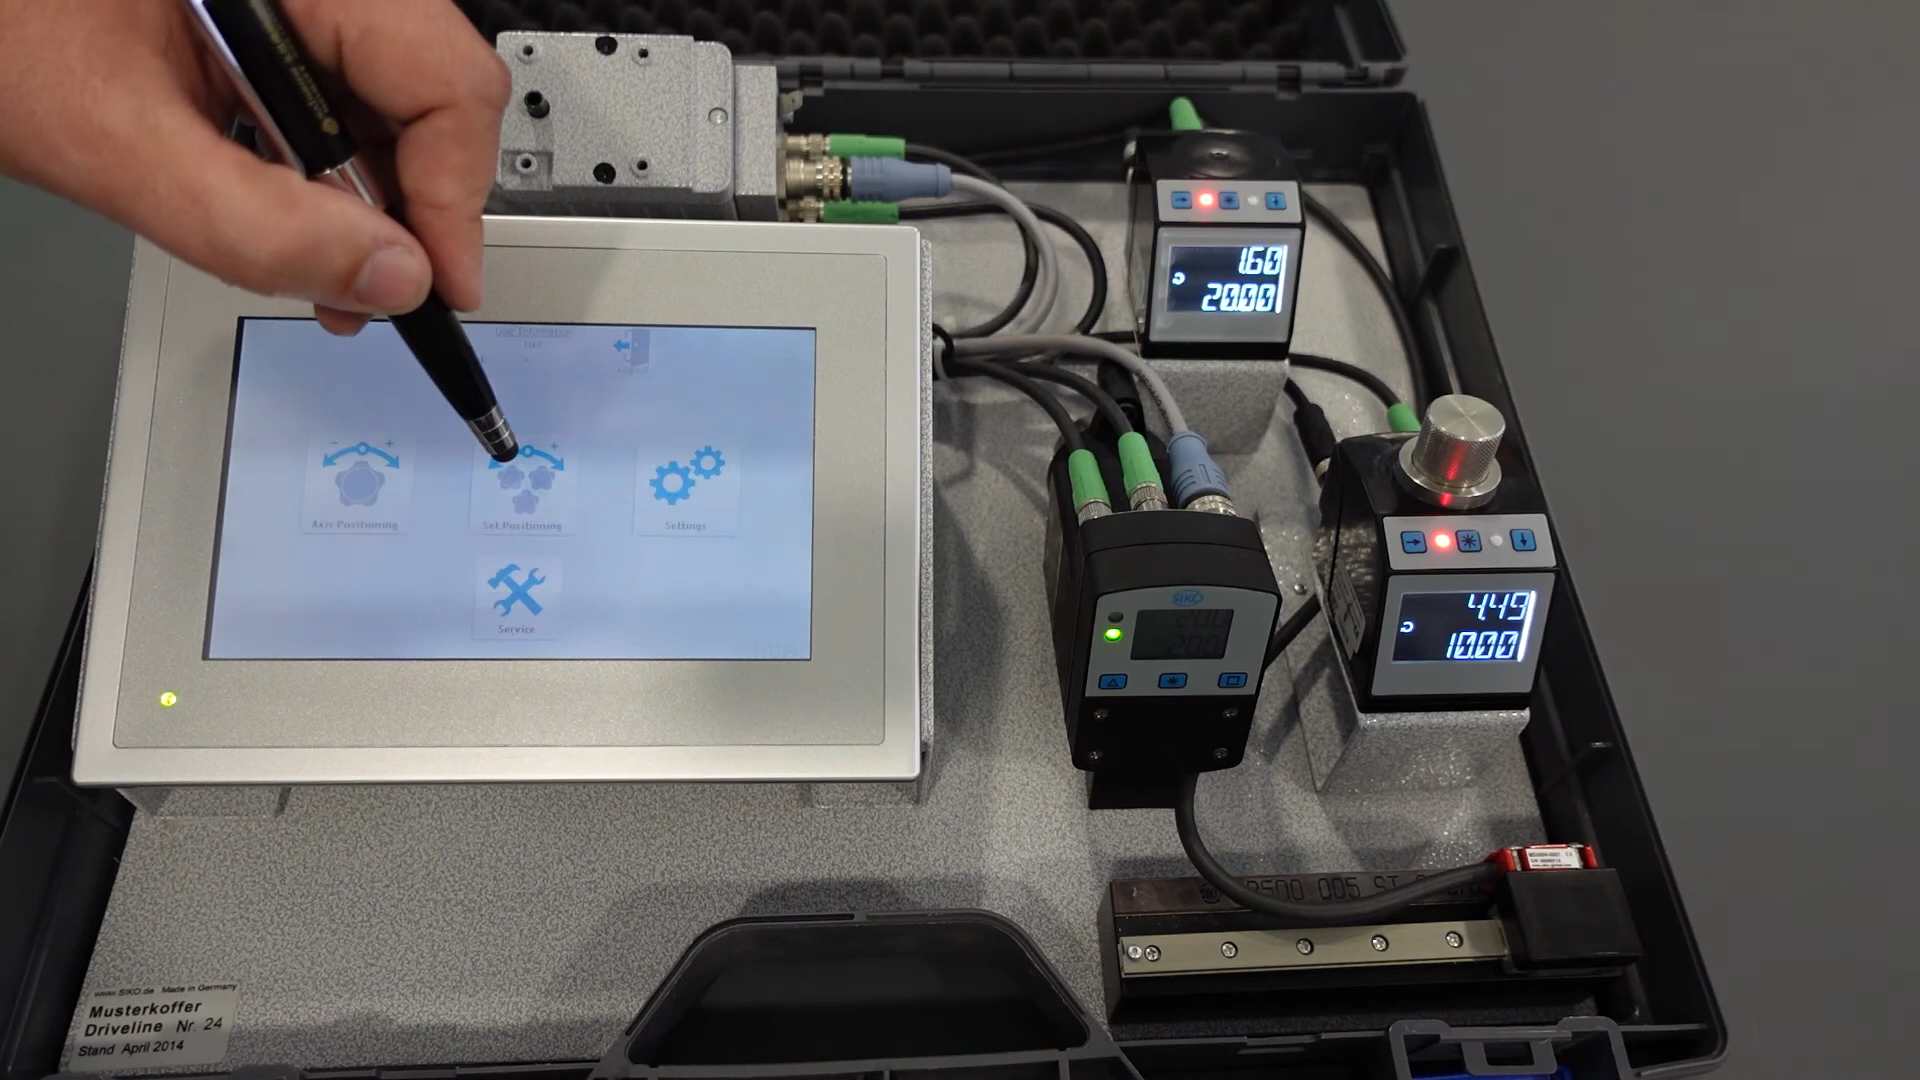 User Information
Logout
Axis Positioning
Set Positioning
Settings
Service
1.60
20.00
SIKO
4.49
10.00
www.SIKO.de Made in Germany
Musterkoffer
Driveline Nr. 24
Stand April 2014